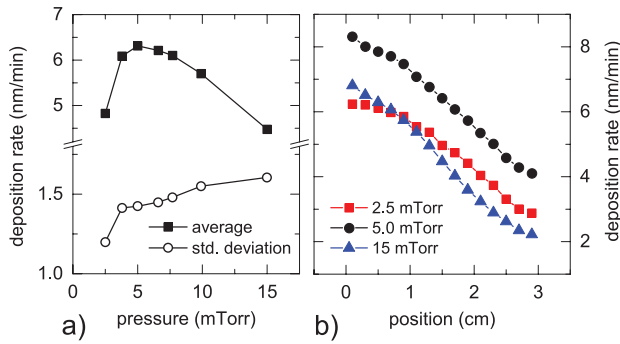 7
6
5
1.5
1.0
deposition rate (nm/min)
average
std. deviation
0 5 10 15
a) pressure (mTorr)
8
6
4
2
deposition rate (nm/min)
2.5 mTorr
5.0 mTorr
15 mTorr
0 1 2 3
b) position (cm)